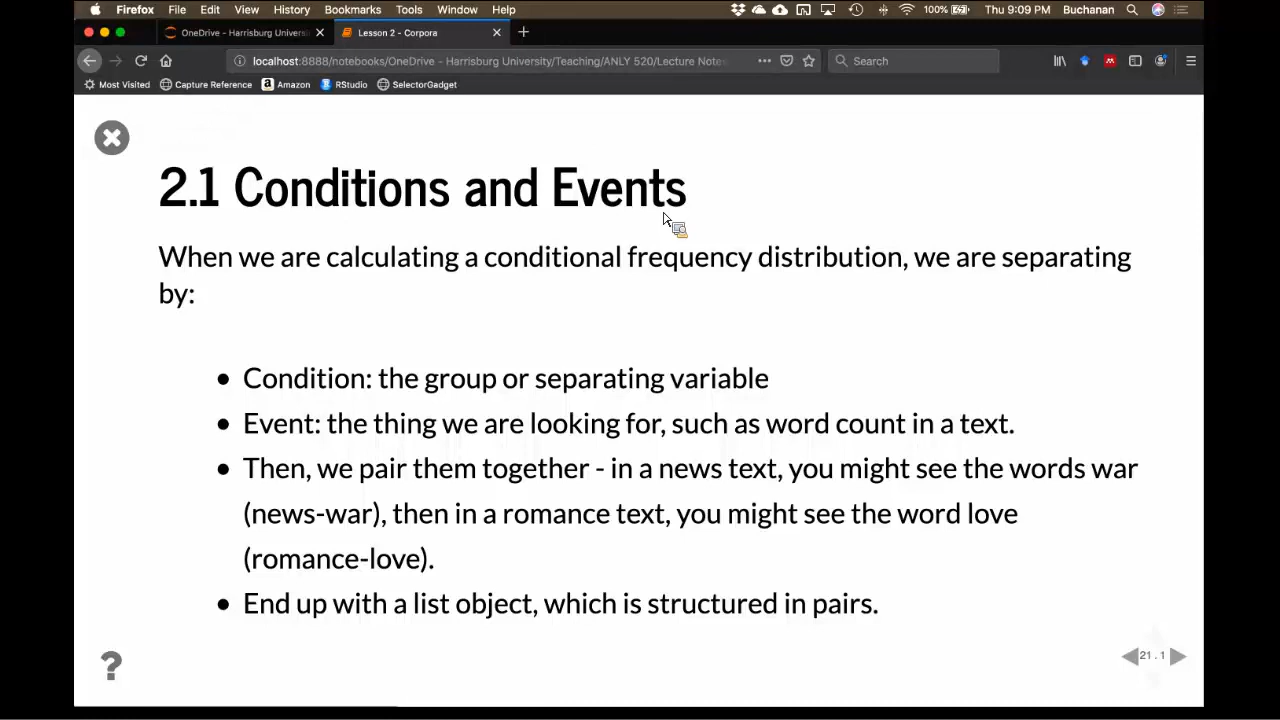 Firefox File Edit View History Bookmarks Tools Window Help 100% Thu 9:09 PM Buchanan
OneDrive - Harrisburg Universi Lesson 2 - Corpora
localhost:8888/notebooks/OneDrive - Harrisburg University/Teaching/ANLY 520/Lecture Notes Search
Most Visited Capture Reference Amazon RStudio SelectorGadget
2.1 Conditions and Events
When we are calculating a conditional frequency distribution, we are separating
by:
• Condition: the group or separating variable
• Event: the thing we are looking for, such as word count in a text.
• Then, we pair them together - in a news text, you might see the words war
(news-war), then in a romance text, you might see the word love
(romance-love).
• End up with a list object, which is structured in pairs.
?
21 . 1